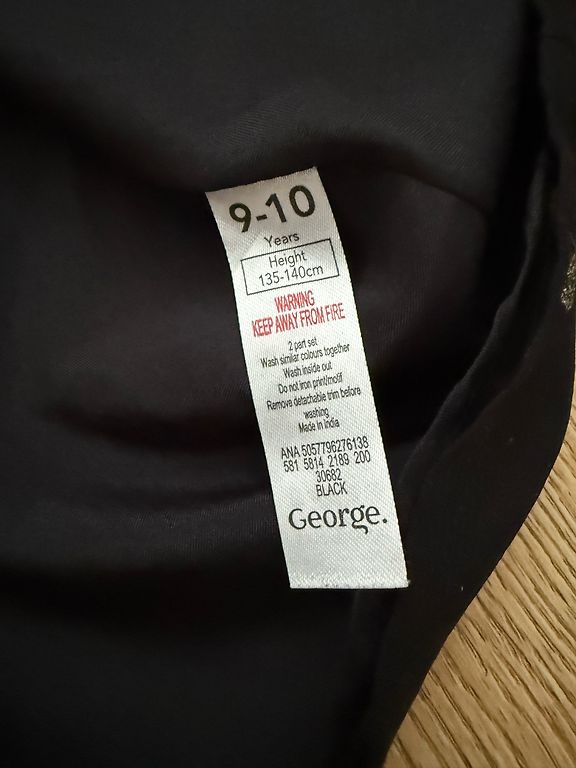 9-10
Years
Height
135-140cm
WARNING
KEEP AWAY FROM FIRE
2 part set
Wash similar colours together
Wash inside out
Do not iron print/motif
Remove detachable trim before
washing
Made in India
ANA 5057796276138
581 5814 2189 200
30682
BLACK
George.